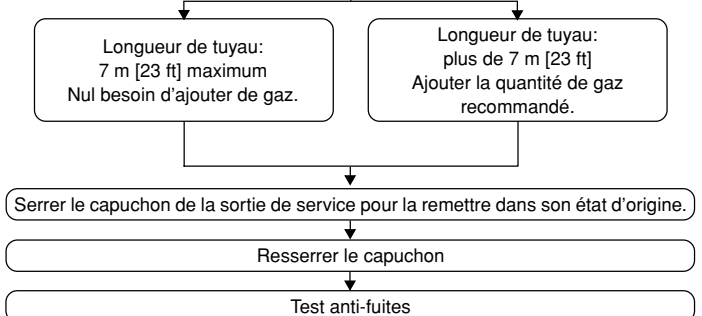 Longueur de tuyau:
7 m [23 ft] maximum
Nul besoin d'ajouter de gaz.
Longueur de tuyau:
plus de 7 m [23 ft]
Ajouter la quantité de gaz
recommandé.
Serrer le capuchon de la sortie de service pour la remettre dans son état d'origine.
Resserrer le capuchon
Test anti-fuites